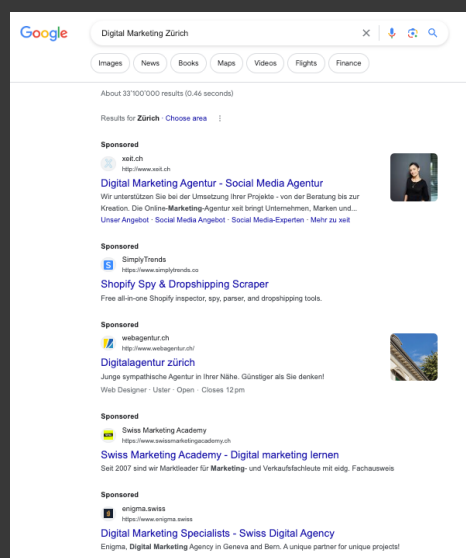 Google
Digital Marketing Zürich
Images News Books Maps Videos Flights Finance
About 33'100'000 results (0.46 seconds)
Results for Zürich · Choose area
Sponsored
xeit.ch
http://www.xeit.ch
Digital Marketing Agentur - Social Media Agentur
Wir unterstützen Sie bei der Umsetzung Ihrer Projekte - von der Beratung bis zur
Kreation. Die Online-Marketing-Agentur xeit bringt Unternehmen, Marken und...
Unser Angebot · Social Media Angebot · Social Media-Experten · Mehr zu xeit
Sponsored
S
SimplyTrends
https://www.simplytrends.co
Shopify Spy & Dropshipping Scraper
Free all-in-one Shopify inspector, spy, parser, and dropshipping tools.
Sponsored
webagentur.ch
http://www.webagentur.ch/
Digitalagentur zürich
Junge sympathische Agentur in Ihrer Nähe. Günstiger als Sie denken!
Web Designer · Uster · Open · Closes 12 pm
Sponsored
Swiss Marketing Academy
https://www.swissmarketingacademy.ch
Swiss Marketing Academy - Digital marketing lernen
Seit 2007 sind wir Marktleader für Marketing- und Verkaufsfachleute mit eidg. Fachausweis
Sponsored
enigma.swiss
https://www.enigma.swiss
Digital Marketing Specialists - Swiss Digital Agency
Enigma, Digital Marketing Agency in Geneva and Bern. A unique partner for unique projects!